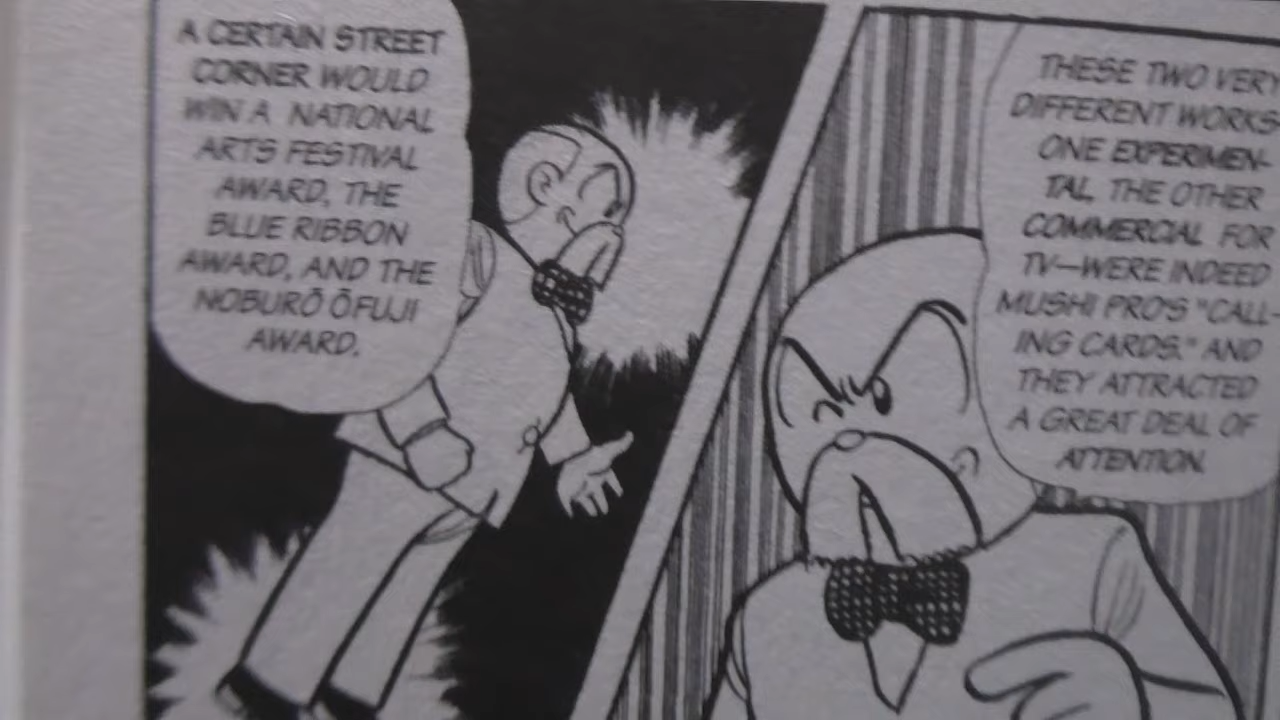 A CERTAIN STREET
CORNER WOULD
WIN A NATIONAL
ARTS FESTIVAL
AWARD, THE
BLUE RIBBON
AWARD, AND THE
NOBURŌ ŌFUJI
AWARD.
THESE TWO VERY
DIFFERENT WORKS
ONE EXPERIMEN-
TAL, THE OTHER
COMMERCIAL FOR
TV—WERE INDEED
MUSHI PRO'S "CALL-
ING CARDS." AND
THEY ATTRACTED
A GREAT DEAL OF
ATTENTION.